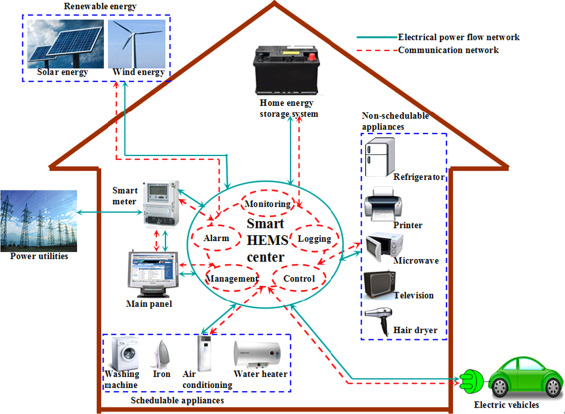 Renewable energy
Solar energy
Wind energy
Electrical power flow network
Communication network
Home energy
storage system
Non-schedulable
appliances
Refrigerator
Printer
Microwave
Television
Hair dryer
Smart
meter
Power utilities
Main panel
Monitoring
Smart
HEMS
center
Alarm
Logging
Management
Control
Washing
machine
Iron
Air
conditioning
Water heater
Schedulable appliances
Electric vehicles